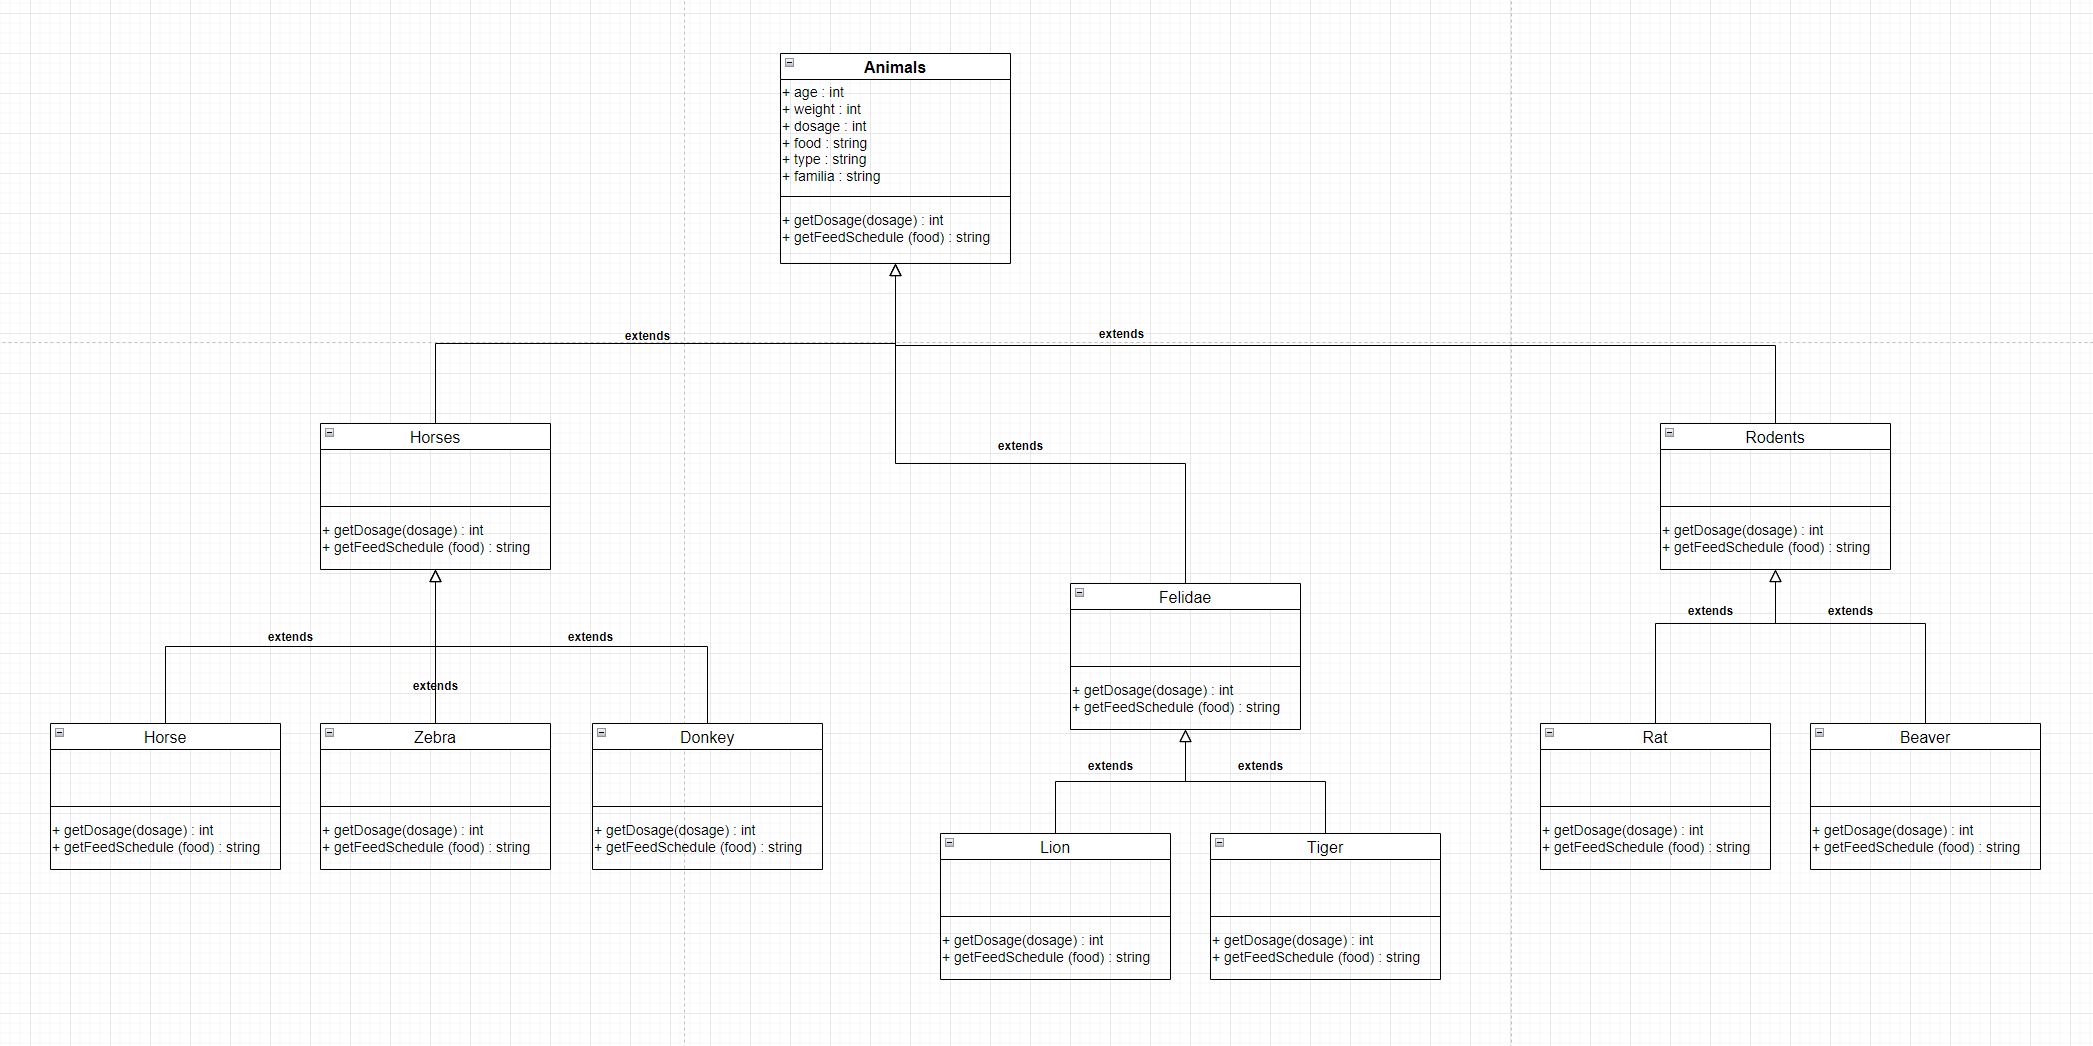 Animals
+ age : int
+ weight : int
+ dosage : int
+ food : string
+ type : string
+ familia : string
+ getDosage(dosage) : int
+ getFeedSchedule (food) : string
extends
extends
extends
Horses
+ getDosage(dosage) : int
+ getFeedSchedule (food) : string
Rodents
+ getDosage(dosage) : int
+ getFeedSchedule (food) : string
Felidae
+ getDosage(dosage) : int
+ getFeedSchedule (food) : string
extends
extends
extends
extends
extends
extends
extends
Horse
+ getDosage(dosage) : int
+ getFeedSchedule (food) : string
Zebra
+ getDosage(dosage) : int
+ getFeedSchedule (food) : string
Donkey
+ getDosage(dosage) : int
+ getFeedSchedule (food) : string
Lion
+ getDosage(dosage) : int
+ getFeedSchedule (food) : string
Tiger
+ getDosage(dosage) : int
+ getFeedSchedule (food) : string
Rat
+ getDosage(dosage) : int
+ getFeedSchedule (food) : string
Beaver
+ getDosage(dosage) : int
+ getFeedSchedule (food) : string